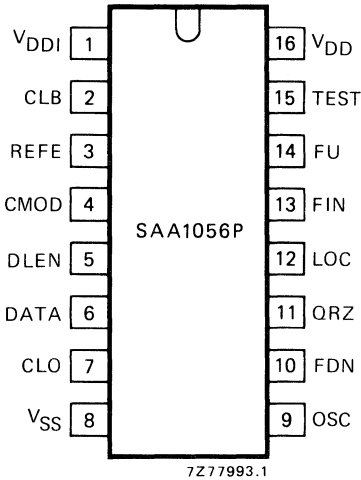 VDDI 1 16 VDD
CLB 2 15 TEST
REFE 3 14 FU
CMOD 4 13 FIN
SAA1056P
DLEN 5 12 LOC
DATA 6 11 QRZ
CLO 7 10 FDN
VSS 8 9 OSC
7Z77993.1